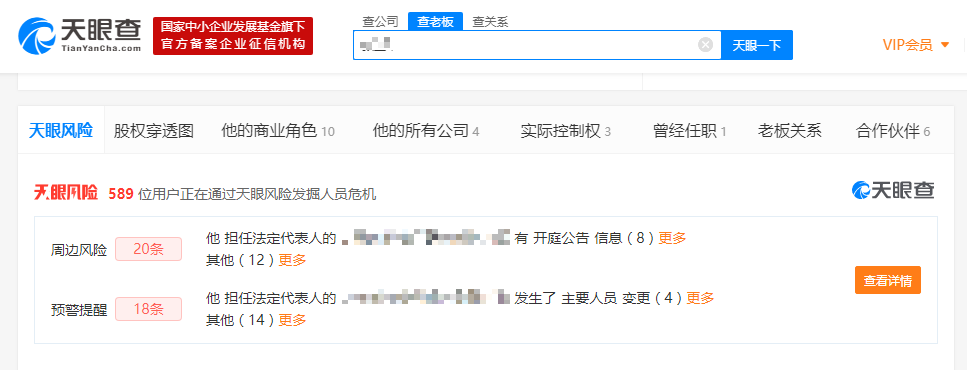 天眼查
TianYanCha.com
国家中小企业发展基金旗下
官方备案企业征信机构
查公司 查老板 查关系
天眼一下
VIP会员
天眼风险 股权穿透图 他的商业角色 10 他的所有公司 4 实际控制权 3 曾经任职 1 老板关系 合作伙伴 6
天眼风险 589 位用户正在通过天眼风险发掘人员危机
天眼查
周边风险 20条
他 担任法定代表人的 有 开庭公告 信息 ( 8 ) 更多
其他 ( 12 ) 更多
查看详情
预警提醒 18条
他 担任法定代表人的 发生了 主要人员 变更 ( 4 ) 更多
其他 ( 14 ) 更多